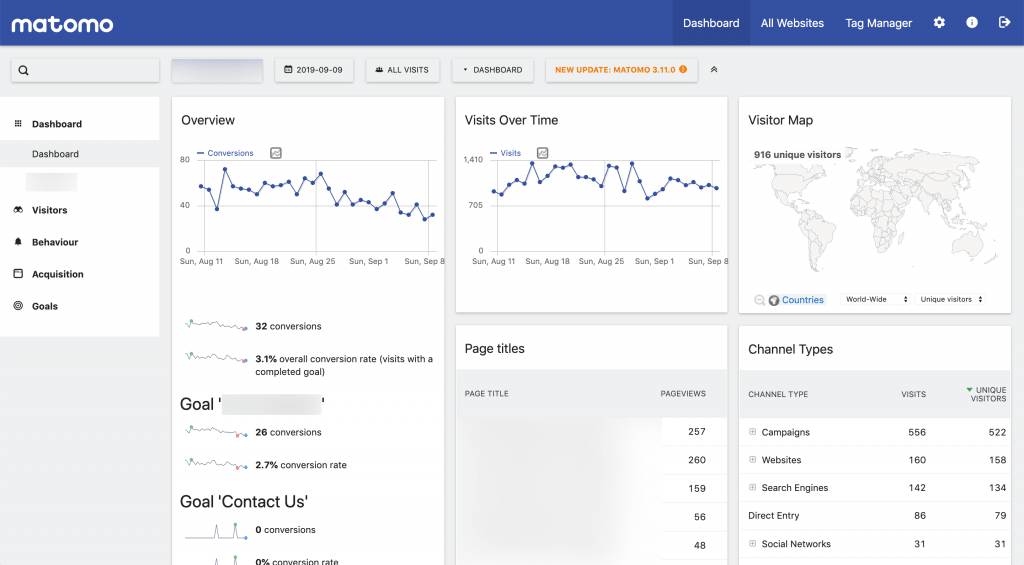 matomo
Dashboard
All Websites
Tag Manager
2019-09-09
ALL VISITS
DASHBOARD
NEW UPDATE: MATOMO 3.11.0
Dashboard
Dashboard
Visitors
Behaviour
Acquisition
Goals
Overview
Conversions
80
40
0
Sun, Aug 11
Sun, Aug 18
Sun, Aug 25
Sun, Sep 1
Sun, Sep 8
32 conversions
3.1% overall conversion rate (visits with a
completed goal)
Goal ' '
26 conversions
2.7% conversion rate
Goal 'Contact Us'
0 conversions
0% conversion rate
Visits Over Time
Visits
1,410
705
0
Sun, Aug 11
Sun, Aug 18
Sun, Aug 25
Sun, Sep 1
Sun, Sep 8
Page titles
PAGE TITLE PAGEVIEWS
257
260
159
56
48
Visitor Map
916 unique visitors
Countries
World-Wide
Unique visitors
Channel Types
CHANNEL TYPE VISITS UNIQUE
VISITORS
Campaigns 556 522
Websites 160 158
Search Engines 142 134
Direct Entry 86 79
Social Networks 31 31